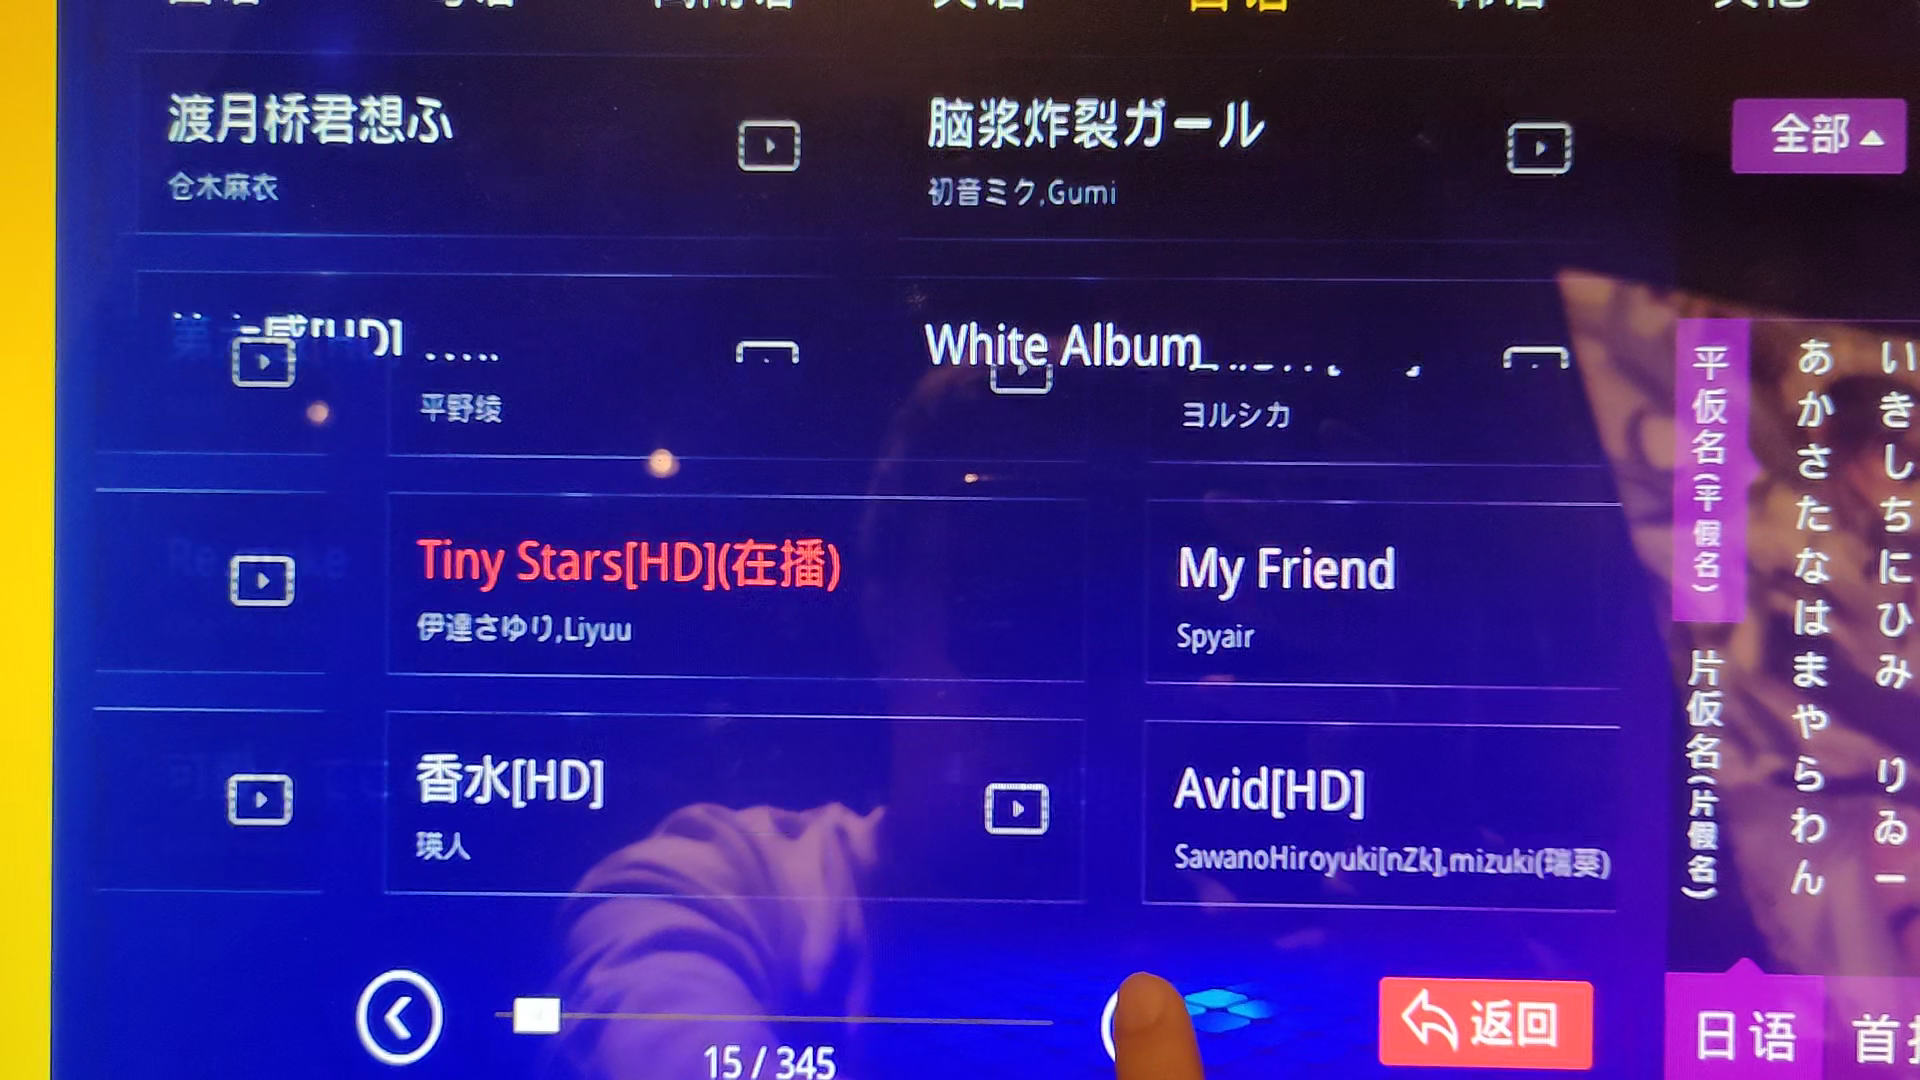 日语
渡月桥君想ふ
仓木麻衣
脑浆炸裂ガール
初音ミク,Gumi
全部
White Album
平野绫
ヨルシカ
Tiny Stars[HD](在播)
伊達さゆり,Liyuu
My Friend
Spyair
香水[HD]
瑛人
Avid[HD]
SawanoHiroyuki[nZk],mizuki(瑞葵)
平仮名(平假名)
片仮名(片假名)
あかさたなはまやらわん
いきしちにひみ りゐー
15 / 345
返回
日语